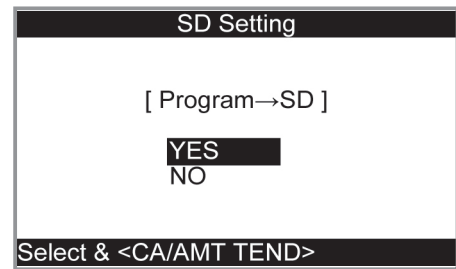 SD Setting
[ Program→SD ]
YES
NO
Select & <CA/AMT TEND>